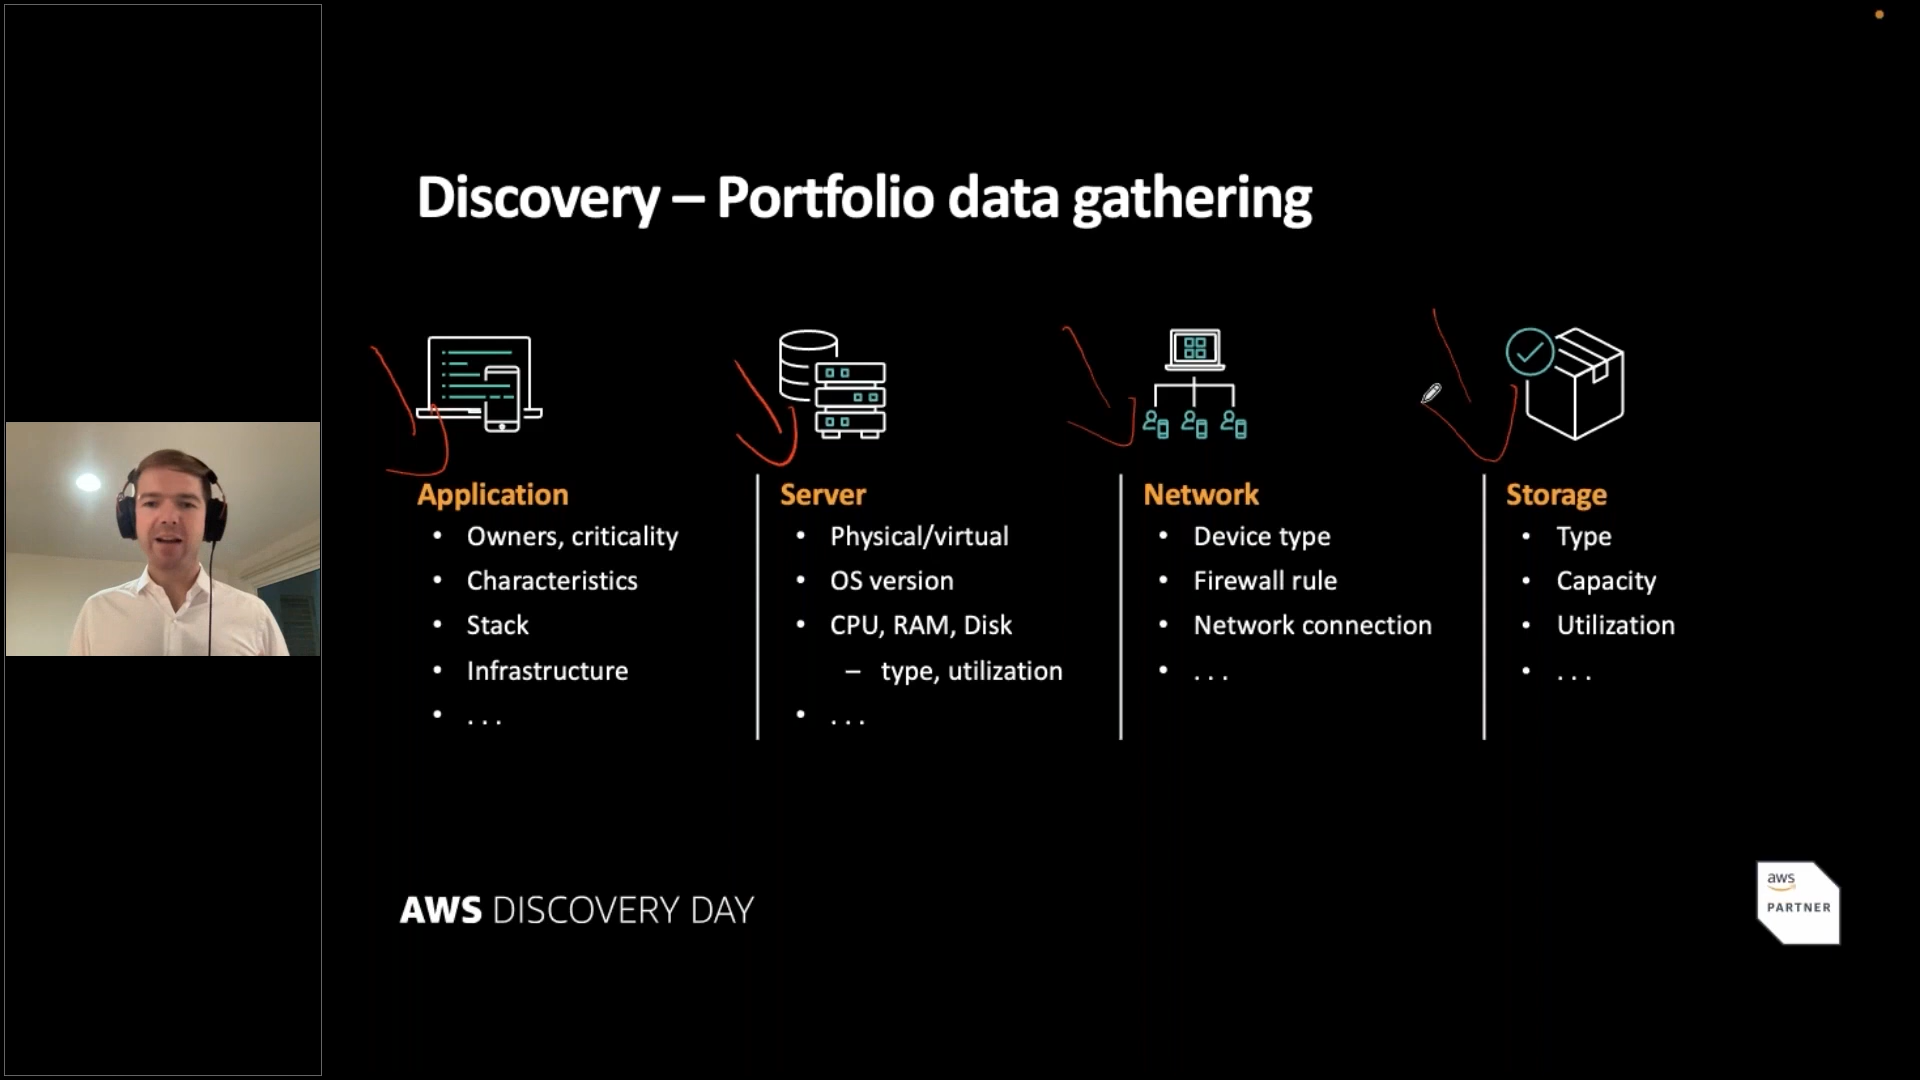 Discovery – Portfolio data gathering
Application
• Owners, criticality
• Characteristics
• Stack
• Infrastructure
• . . .
Server
• Physical/virtual
• OS version
• CPU, RAM, Disk
– type, utilization
• . . .
Network
• Device type
• Firewall rule
• Network connection
• . . .
Storage
• Type
• Capacity
• Utilization
• . . .
AWS DISCOVERY DAY
aws
PARTNER